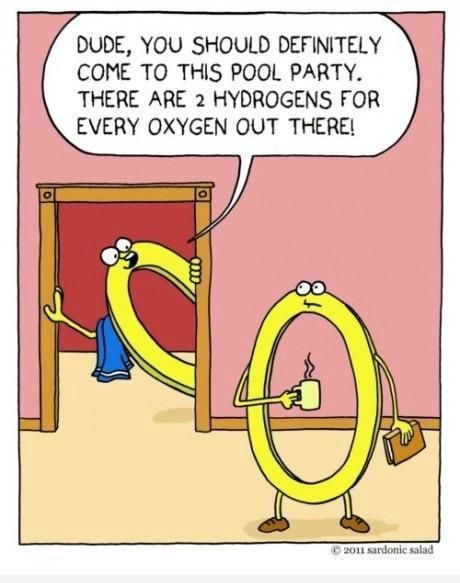 DUDE, YOU SHOULD DEFINITELY
COME TO THIS POOL PARTY.
THERE ARE 2 HYDROGENS FOR
EVERY OXYGEN OUT THERE!
© 2011 sardonic salad